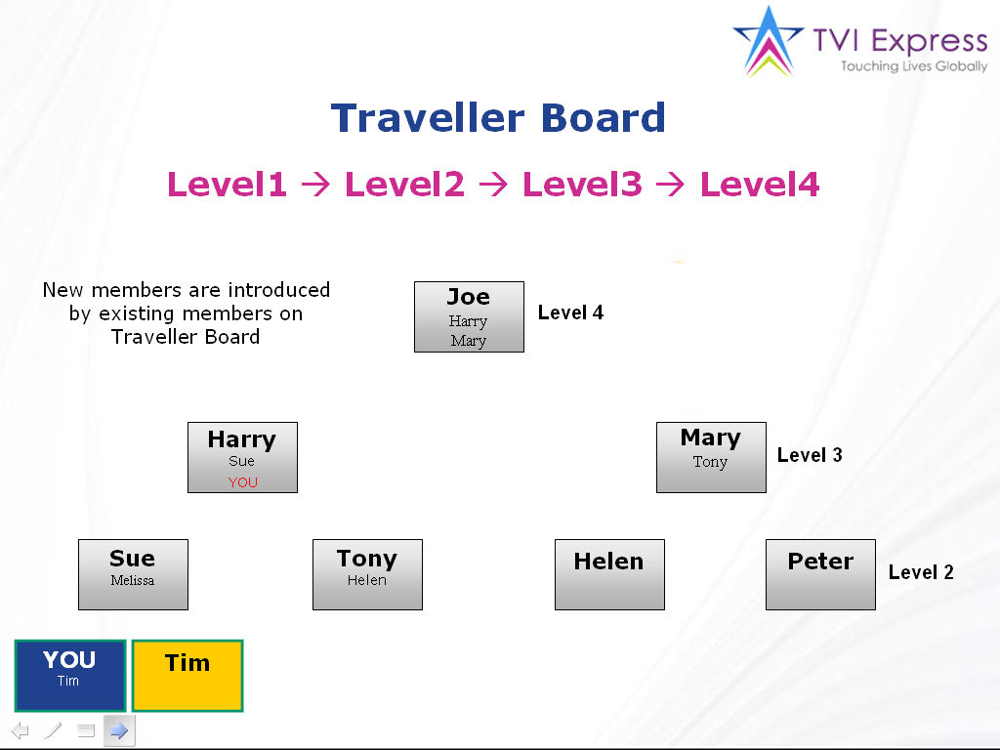 TVI Express
Touching Lives Globally
Traveller Board
Level1 → Level2 → Level3 → Level4
New members are introduced
by existing members on
Traveller Board
Joe
Harry
Mary
Level 4
Harry
Sue
YOU
Mary
Tony
Level 3
Sue
Melissa
Tony
Helen
Helen
Peter
Level 2
YOU
Tim
Tim